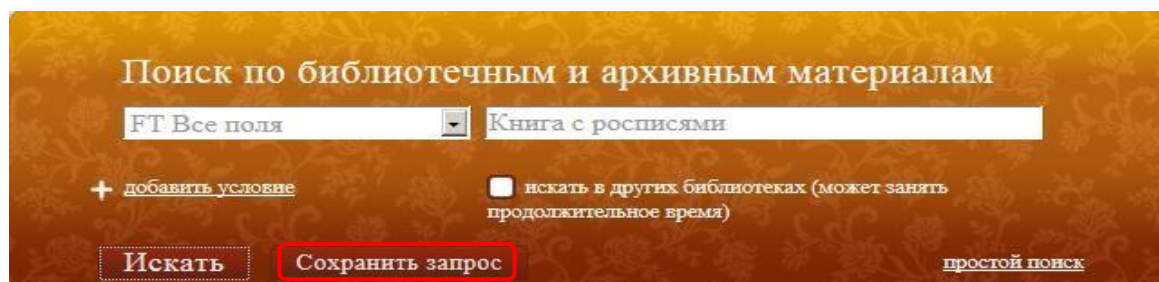 Поиск по библиотечным и архивным материалам
FT Все поля Книга с росписями
+ добавить условие искать в других библиотеках (может занять
продолжительное время)
Искать Сохранить запрос простой поиск